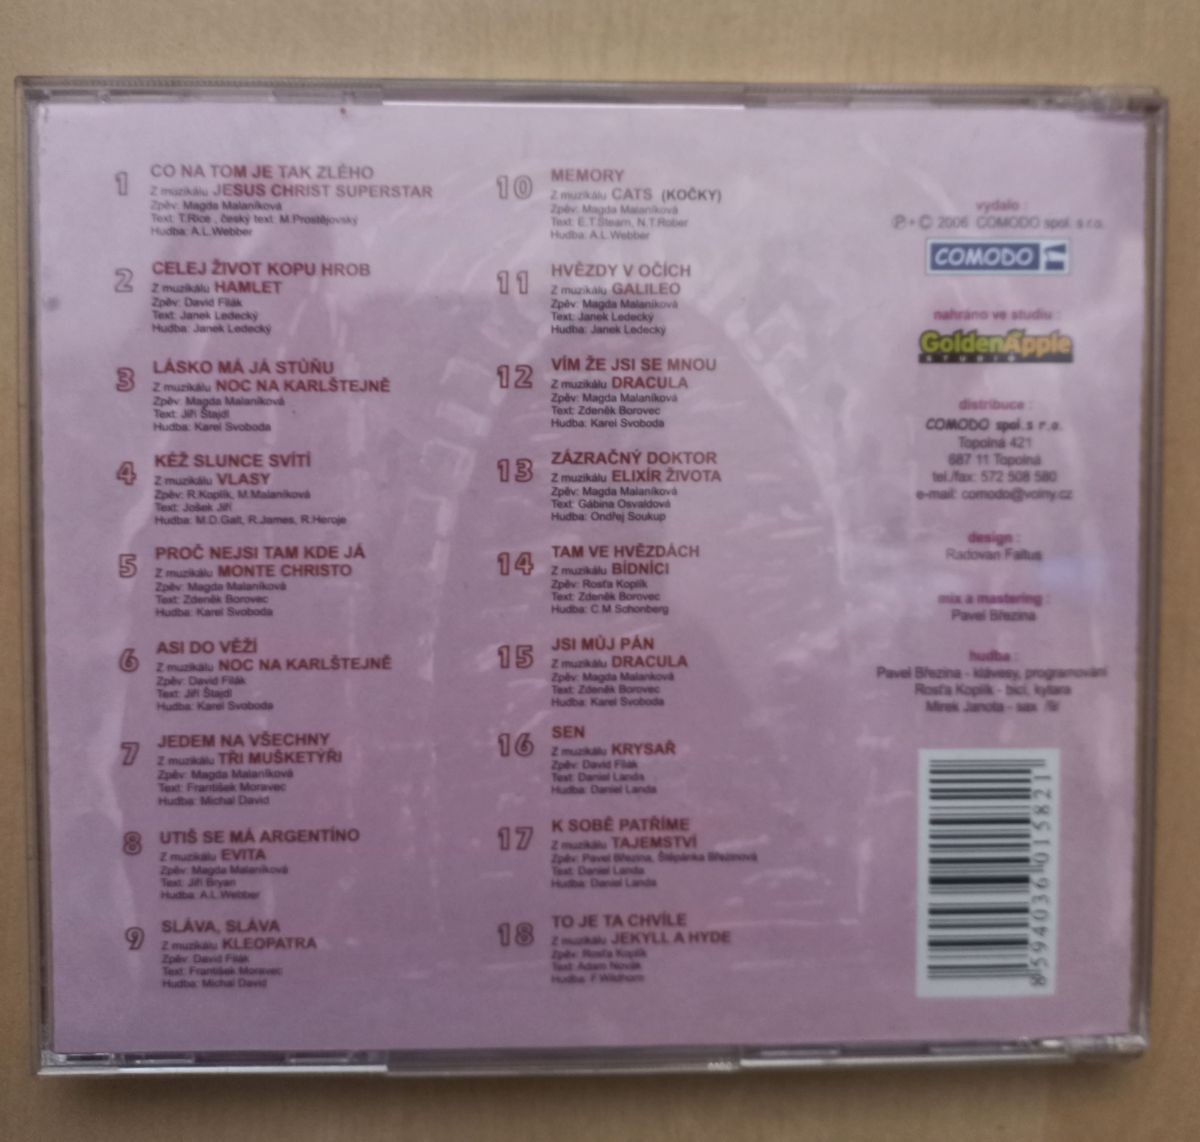 1
CO NA TOM JE TAK ZLÉHO
Z muzikálu JESUS CHRIST SUPERSTAR
Zpěv: Magda Malaníková
Text: T.Rice , český text M.Prostějovský
Hudba: A.L.Webber
2
CELEJ ŽIVOT KOPU HROB
Z muzikálu HAMLET
Zpěv: David Filák
Text: Janek Ledecký
Hudba: Janek Ledecký
3
LÁSKO MÁ JÁ STŮŇU
Z muzikálu NOC NA KARLŠTEJNĚ
Zpěv: Magda Malaníková
Text: Jiří Štajdl
Hudba: Karel Svoboda
4
KÉŽ SLUNCE SVÍTÍ
Z muzikálu VLASY
Zpěv: R.Koplík, M.Malaníková
Text: Jošek Jiří
Hudba: M.D.Galt, R.James, R.Heroje
5
PROČ NEJSI TAM KDE JÁ
Z muzikálu MONTE CHRISTO
Zpěv: Magda Malaníková
Text: Zdeněk Borovec
Hudba: Karel Svoboda
6
ASI DO VĚŽÍ
Z muzikálu NOC NA KARLŠTEJNĚ
Zpěv: David Filák
Text: Jiří Štajdl
Hudba: Karel Svoboda
7
JEDEM NA VŠECHNY
Z muzikálu TŘI MUŠKETÝŘI
Zpěv: Magda Malaníková
Text: František Moravec
Hudba: Michal David
8
UTIŠ SE MÁ ARGENTÍNO
Z muzikálu EVITA
Zpěv: Magda Malaníková
Text: Jiří Bryan
Hudba: A.L.Webber
9
SLÁVA, SLÁVA
Z muzikálu KLEOPATRA
Zpěv: David Filák
Text: František Moravec
Hudba: Michal David
10
MEMORY
Z muzikálu CATS (KOČKY)
Zpěv: Magda Malaníková
Text: E.T.Stearn, N.T.Rober
Hudba: A.L.Webber
11
HVĚZDY V OČÍCH
Z muzikálu GALILEO
Zpěv: Magda Malaníková
Text: Janek Ledecký
Hudba: Janek Ledecký
12
VÍM ŽE JSI SE MNOU
Z muzikálu DRACULA
Zpěv: Magda Malaníková
Text: Zdeněk Borovec
Hudba: Karel Svoboda
13
ZÁZRAČNÝ DOKTOR
Z muzikálu ELIXÍR ŽIVOTA
Zpěv: Magda Malaníková
Text: Gábina Osvaldová
Hudba: Ondřej Soukup
14
TAM VE HVĚZDÁCH
Z muzikálu BÍDNÍCI
Zpěv: Rosťa Koplík
Text: Zdeněk Borovec
Hudba: C.M.Schonberg
15
JSI MŮJ PÁN
Z muzikálu DRACULA
Zpěv: Magda Malanková
Text: Zdeněk Borovec
Hudba: Karel Svoboda
16
SEN
Z muzikálu KRYSAŘ
Zpěv: David Filák
Text: Daniel Landa
Hudba: Daniel Landa
17
K SOBĚ PATŘÍME
Z muzikálu TAJEMSTVÍ
Zpěv: Pavel Březina, Štěpánka Březinová
Text: Daniel Landa
Hudba: Daniel Landa
18
TO JE TA CHVÍLE
Z muzikálu JEKYLL A HYDE
Zpěv: Rosťa Koplík
Text: Adam Novák
Hudba: F.Wildhorn
vydalo :
℗ + © 2006 COMODO spol. s r.o.
COMODO
nahráno ve studiu :
GoldenApple
STUDIO
distribuce :
COMODO spol.s r.o.
Topolná 421
687 11 Topolná
tel./fax: 572 508 580
e-mail: comodo@volny.cz
design :
Radovan Faltus
mix a mastering :
Pavel Březina
hudba :
Pavel Březina - klávesy, programování
Rosťa Koplík - bicí, kytara
Mirek Janota - sax
8594036015821